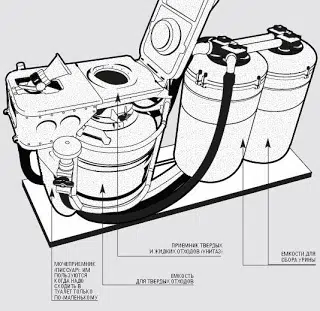 ПРИЕМНИК ТВЕРДЫХ
И ЖИДКИХ ОТХОДОВ (УНИТАЗ)
ЕМКОСТИ ДЛЯ
СБОРА УРИНЫ
МОЧЕПРИЕМНИК
(ПИССУАР). ИМ
ПОЛЬЗУЮТСЯ
КОГДА НАДО
СХОДИТЬ В
ТУАЛЕТ ТОЛЬКО
ПО-МАЛЕНЬКОМУ
ЕМКОСТЬ
ДЛЯ ТВЕРДЫХ ОТХОДОВ